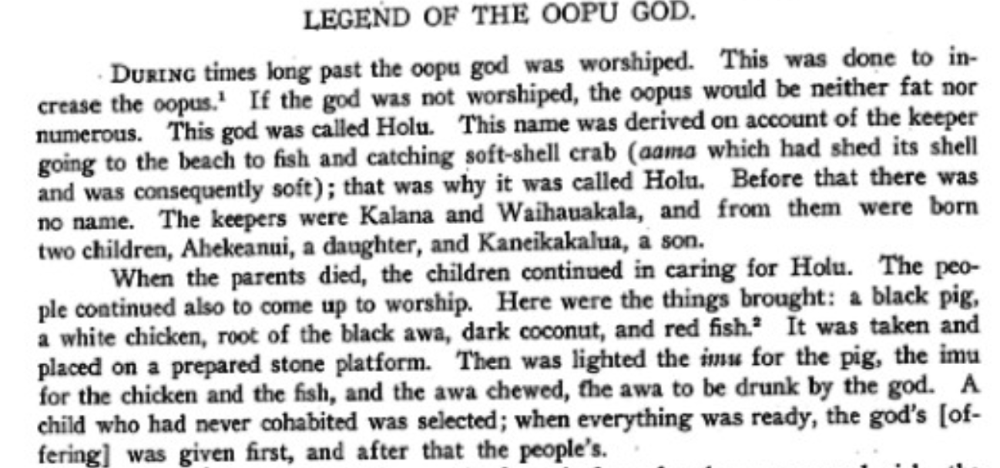 LEGEND OF THE OOPU GOD.
DURING times long past the oopu god was worshiped. This was done to in-
crease the oopus.¹ If the god was not worshiped, the oopus would be neither fat nor
numerous. This god was called Holu. This name was derived on account of the keeper
going to the beach to fish and catching soft-shell crab (aama which had shed its shell
and was consequently soft); that was why it was called Holu. Before that there was
no name. The keepers were Kalana and Waihauakala, and from them were born
two children, Ahekeanui, a daughter, and Kaneikakalua, a son.
When the parents died, the children continued in caring for Holu. The peo-
ple continued also to come up to worship. Here were the things brought: a black pig,
a white chicken, root of the black awa, dark coconut, and red fish.² It was taken and
placed on a prepared stone platform. Then was lighted the imu for the pig, the imu
for the chicken and the fish, and the awa chewed, the awa to be drunk by the god. A
child who had never cohabited was selected; when everything was ready, the god's [of-
fering] was given first, and after that the people's.